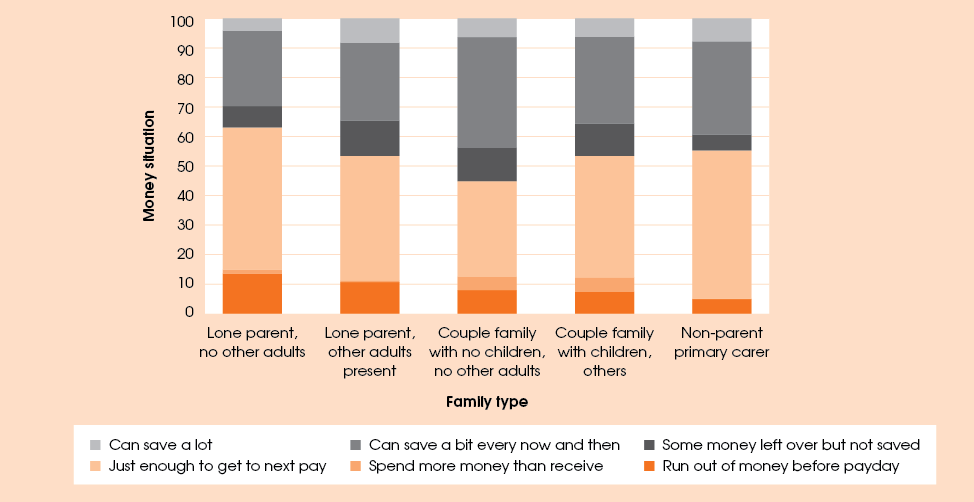 100
90
80
70
60
50
40
30
20
10
0
Money situation
Lone parent, no other adults
Lone parent, other adults present
Couple family with no children, no other adults
Couple family with children, others
Non-parent primary carer
Family type
Can save a lot
Can save a bit every now and then
Some money left over but not saved
Just enough to get to next pay
Spend more money than receive
Run out of money before payday